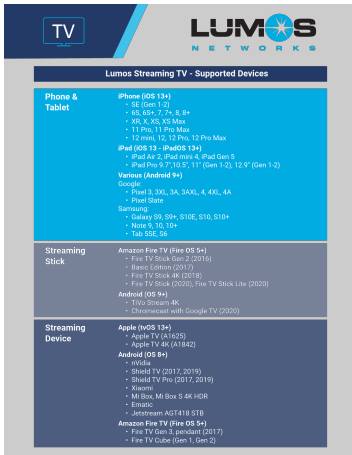 TV
LUMOS
NETWORKS
Lumos Streaming TV - Supported Devices
Phone &
Tablet
iPhone (iOS 13+)
• SE (Gen 1-2)
• 6S, 6S+, 7, 7+, 8, 8+
• XR, X, XS, XS Max
• 11 Pro, 11 Pro Max
• 12 mini, 12, 12 Pro, 12 Pro Max
iPad (iOS 13 - iPadOS 13+)
• iPad Air 2, iPad mini 4, iPad Gen 5
• iPad Pro 9.7",10.5", 11" (Gen 1-2), 12.9" (Gen 1-2)
Various (Android 9+)
Google:
• Pixel 3, 3XL, 3A, 3AXL, 4, 4XL, 4A
• Pixel Slate
Samsung:
• Galaxy S9, S9+, S10E, S10, S10+
• Note 9, 10, 10+
• Tab S5E, S6
Streaming
Stick
Amazon Fire TV (Fire OS 5+)
• Fire TV Stick Gen 2 (2016)
• Basic Edition (2017)
• Fire TV Stick 4K (2018)
• Fire TV Stick (2020), Fire TV Stick Lite (2020)
Android (OS 9+)
• TiVo Stream 4K
• Chromecast with Google TV (2020)
Streaming
Device
Apple (tvOS 13+)
• Apple TV (A1625)
• Apple TV 4K (A1842)
Android (OS 8+)
• nVidia
• Shield TV (2017, 2019)
• Shield TV Pro (2017, 2019)
• Xiaomi
• Mi Box, Mi Box S 4K HDR
• Ematic
• Jetstream AGT418 STB
Amazon Fire TV (Fire OS 5+)
• Fire TV Gen 3, pendant (2017)
• Fire TV Cube (Gen 1, Gen 2)